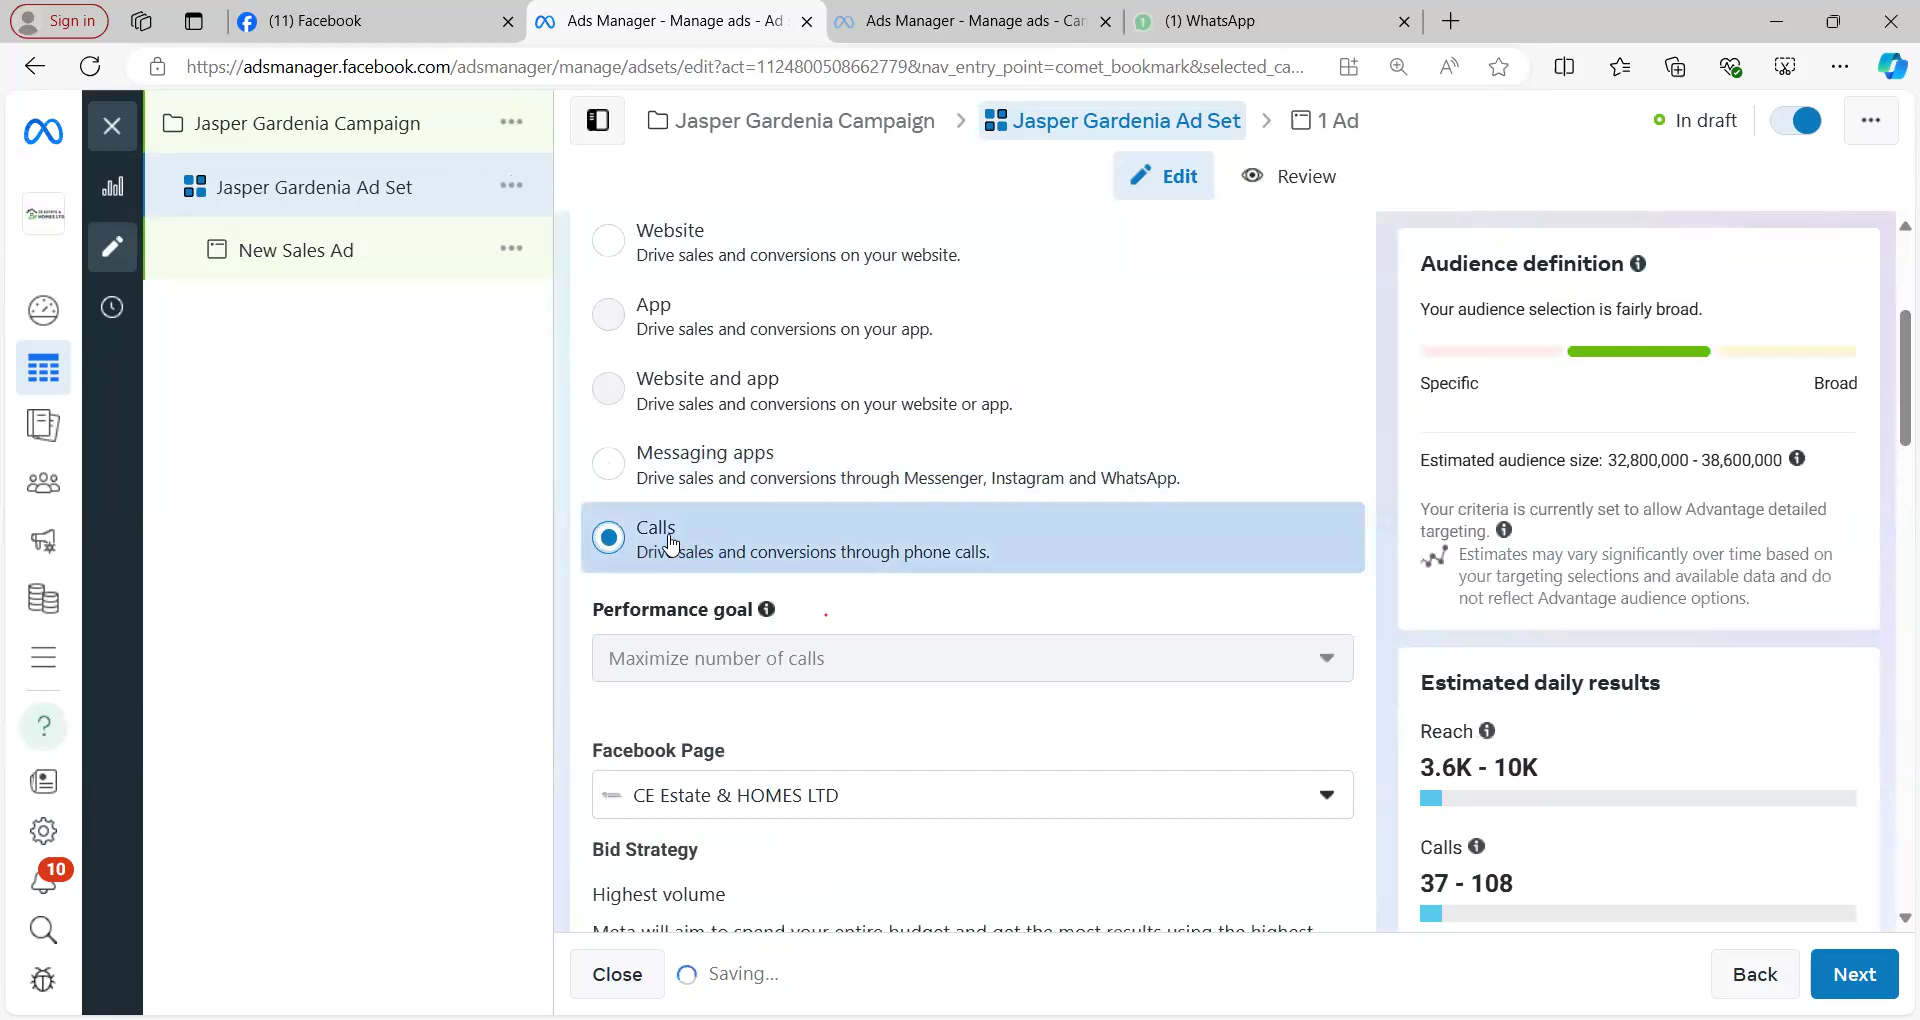 Sign in
(11) Facebook
Ads Manager - Manage ads - Ad
Ads Manager - Manage ads - Car
(1) WhatsApp
https://adsmanager.facebook.com/adsmanager/manage/adsets/edit?act=1124800508662779&nav_entry_point=comet_bookmark&selected_ca...
Jasper Gardenia Campaign
Jasper Gardenia Ad Set
New Sales Ad
CE ESTATE &
HOMES LTD
10
Jasper Gardenia Campaign
Jasper Gardenia Ad Set
1 Ad
In draft
Edit
Review
Website
Drive sales and conversions on your website.
App
Drive sales and conversions on your app.
Website and app
Drive sales and conversions on your website or app.
Messaging apps
Drive sales and conversions through Messenger, Instagram and WhatsApp.
Calls
Drive sales and conversions through phone calls.
Performance goal
Maximize number of calls
Facebook Page
CE Estate & HOMES LTD
Bid Strategy
Highest volume
Meta will aim to spend your entire budget and get the most results using the highest
Close
Saving...
Back
Next
Audience definition
Your audience selection is fairly broad.
Specific
Broad
Estimated audience size: 32,800,000 - 38,600,000
Your criteria is currently set to allow Advantage detailed
targeting.
Estimates may vary significantly over time based on
your targeting selections and available data and do
not reflect Advantage audience options.
Estimated daily results
Reach
3.6K - 10K
Calls
37 - 108